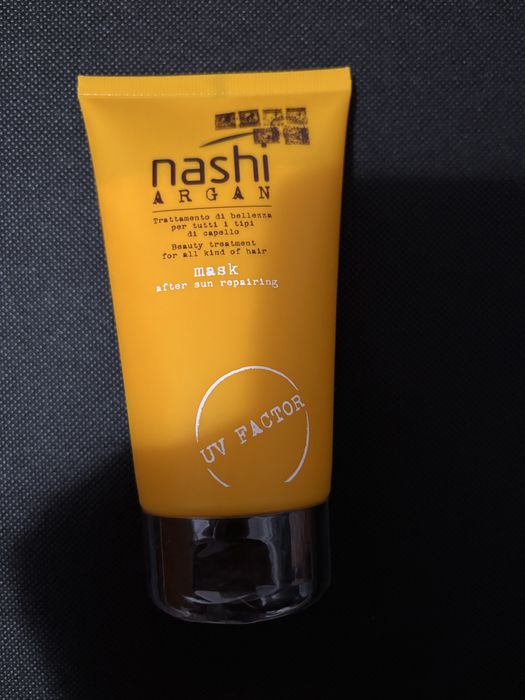 nashi
ARGAN
Trattamento di bellezza
per tutti i tipi
di capello
Beauty treatment
for all kind of hair
mask
after sun repairing
UV FACTOR